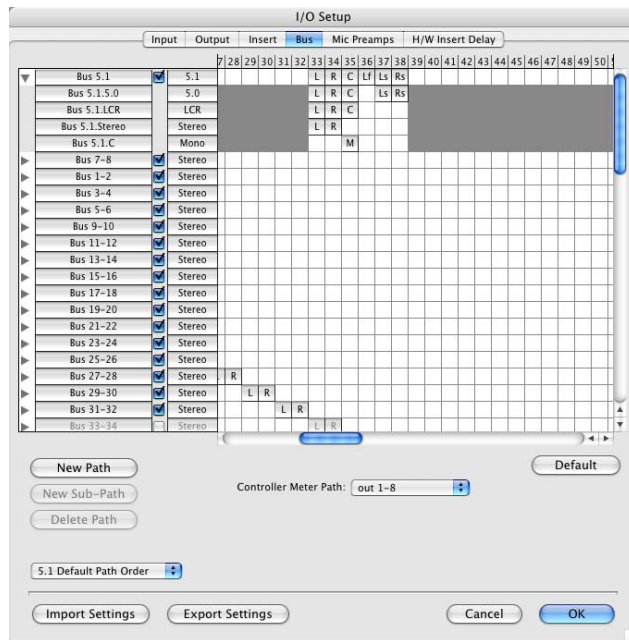 I/O Setup
Input Output Insert Bus Mic Preamps H/W Insert Delay
7 28 29 30 31 32 33 34 35 36 37 38 39 40 41 42 43 44 45 46 47 48 49 50
Bus 5.1 5.1 L R C Lf Ls Rs
Bus 5.1.5.0 5.0 L R C Ls Rs
Bus 5.1.LCR LCR L R C
Bus 5.1.Stereo Stereo L R
Bus 5.1.C Mono M
Bus 7-8 Stereo
Bus 1-2 Stereo
Bus 3-4 Stereo
Bus 5-6 Stereo
Bus 9-10 Stereo
Bus 11-12 Stereo
Bus 13-14 Stereo
Bus 15-16 Stereo
Bus 17-18 Stereo
Bus 19-20 Stereo
Bus 21-22 Stereo
Bus 23-24 Stereo
Bus 25-26 Stereo
Bus 27-28 Stereo R
Bus 29-30 Stereo L R
Bus 31-32 Stereo L R
Bus 33-34 Stereo L R
New Path Default
New Sub-Path Controller Meter Path: out 1-8
Delete Path
5.1 Default Path Order
Import Settings Export Settings Cancel OK